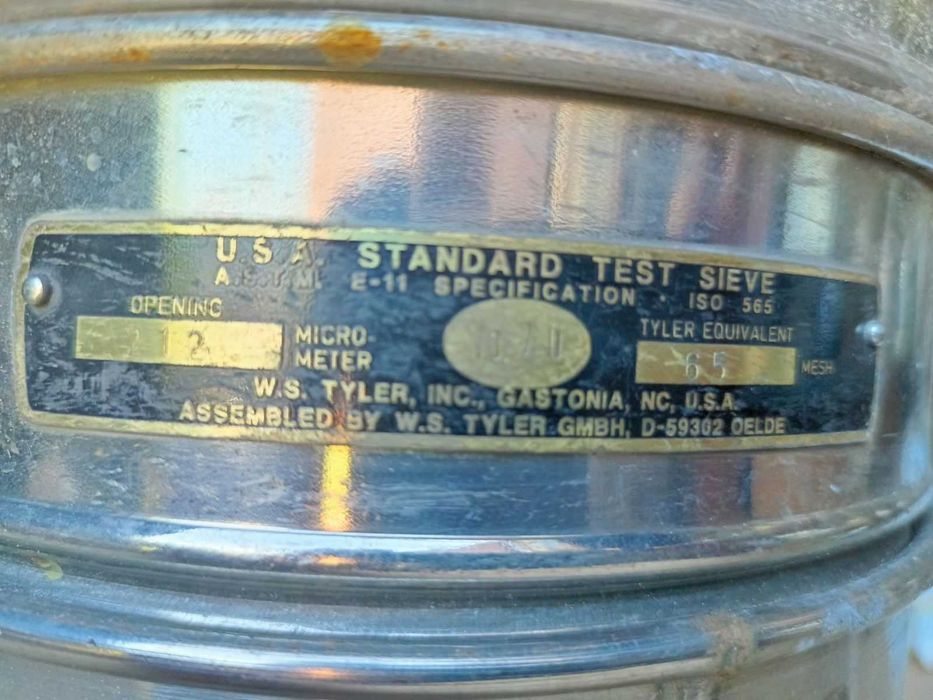 U.S.A. STANDARD TEST SIEVE
A.S.T.M. E-11 SPECIFICATION · ISO 565
OPENING
MICRO-
METER
TYLER EQUIVALENT
65 MESH
W.S. TYLER, INC., GASTONIA, NC, U.S.A.
ASSEMBLED BY W.S. TYLER GMBH, D-59302 OELDE